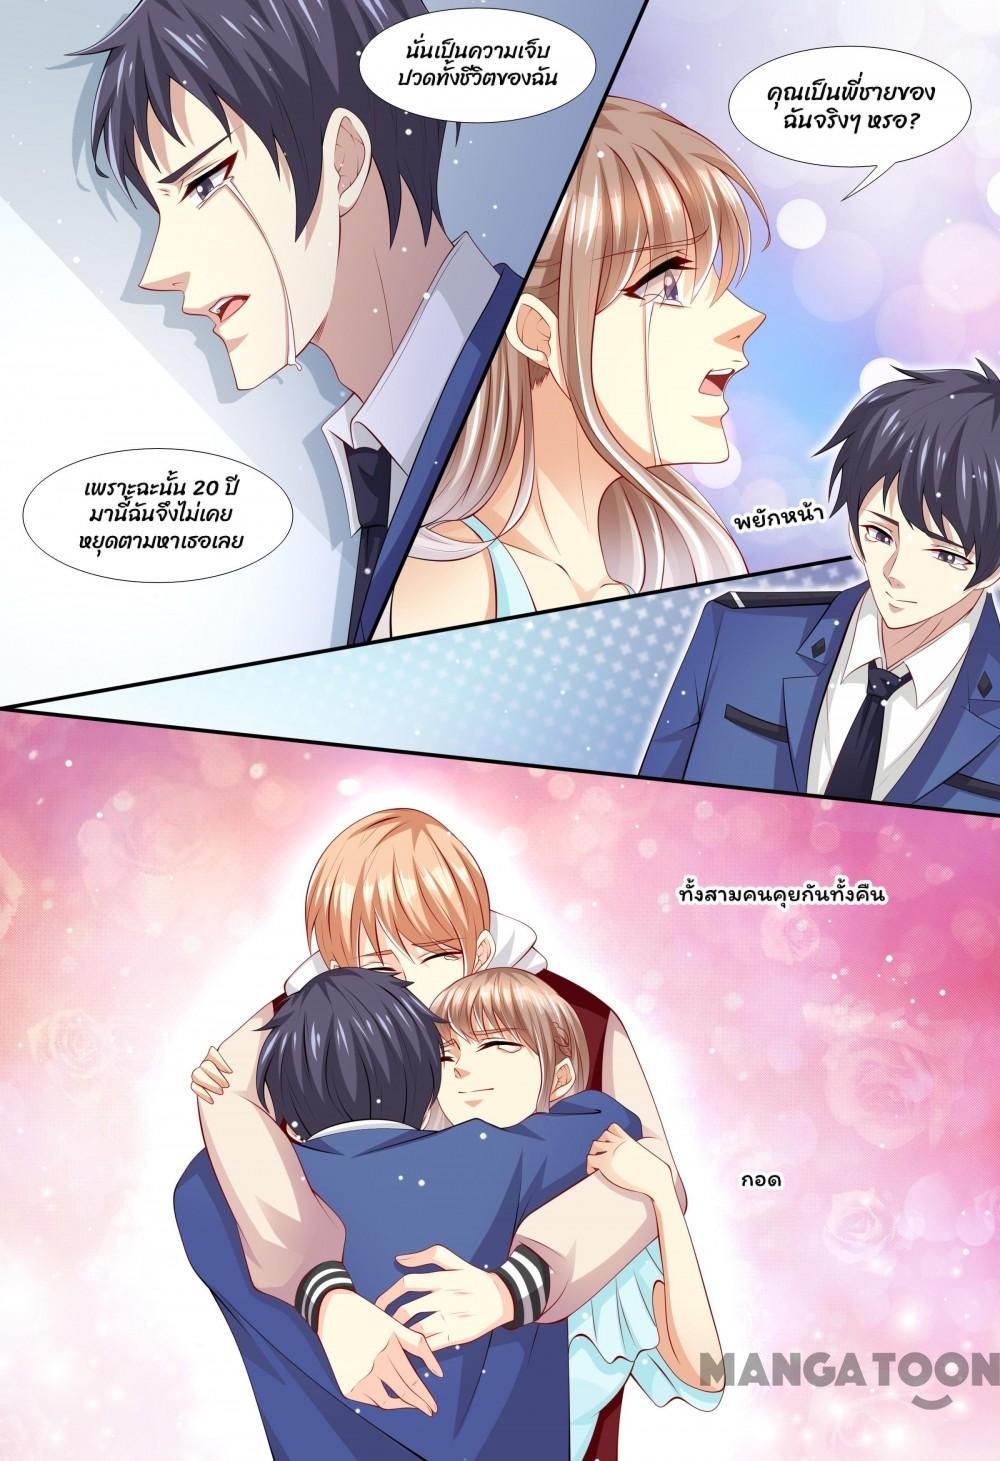 นั่นเป็นความเจ็บ
ปวดทั้งชีวิตของฉัน
คุณเป็นพี่ชายของ
ฉันจริงๆ หรอ?
เพราะฉะนั้น 20 ปี
มานี้ฉันจึงไม่เคย
หยุดตามหาเธอเลย
พยักหน้า
ทั้งสามคนคุยกันทั้งคืน
กอด
MANGATOON